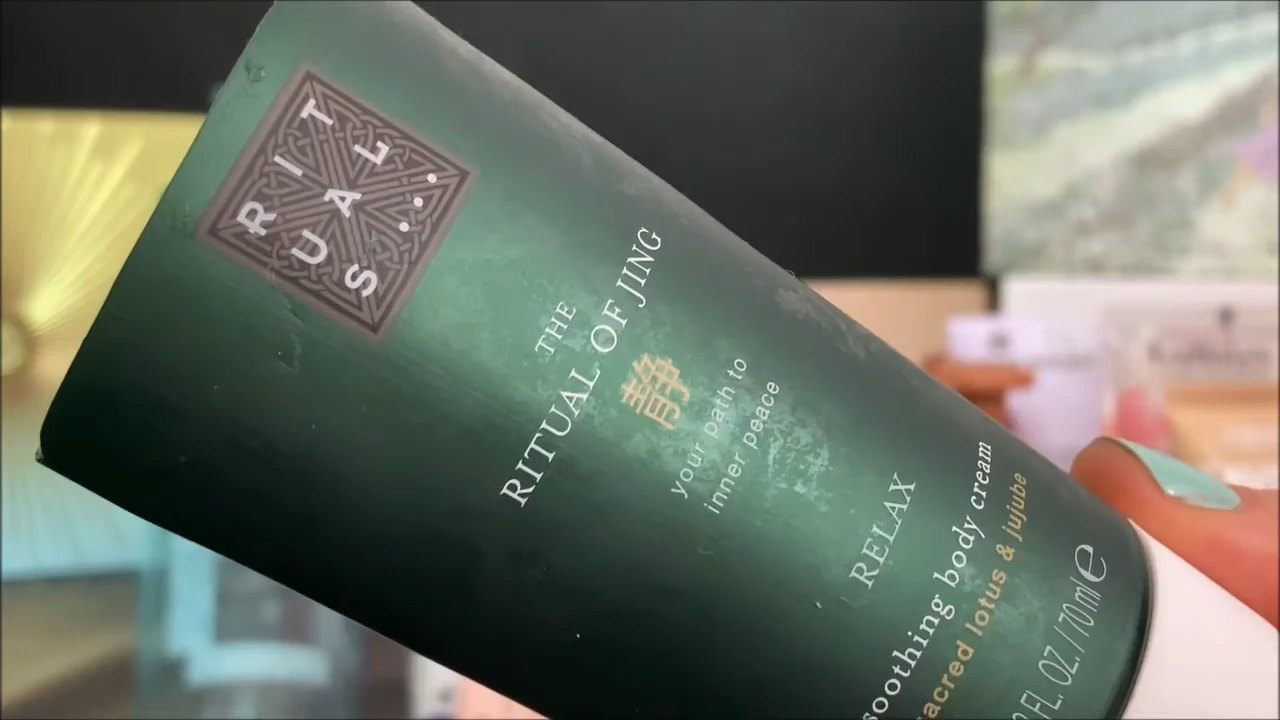 RIT
UAL
S...
THE
RITUAL OF JING
静
your path to
inner peace
RELAX
soothing body cream
sacred lotus & jujube
FL. OZ. / 70 ml ℮